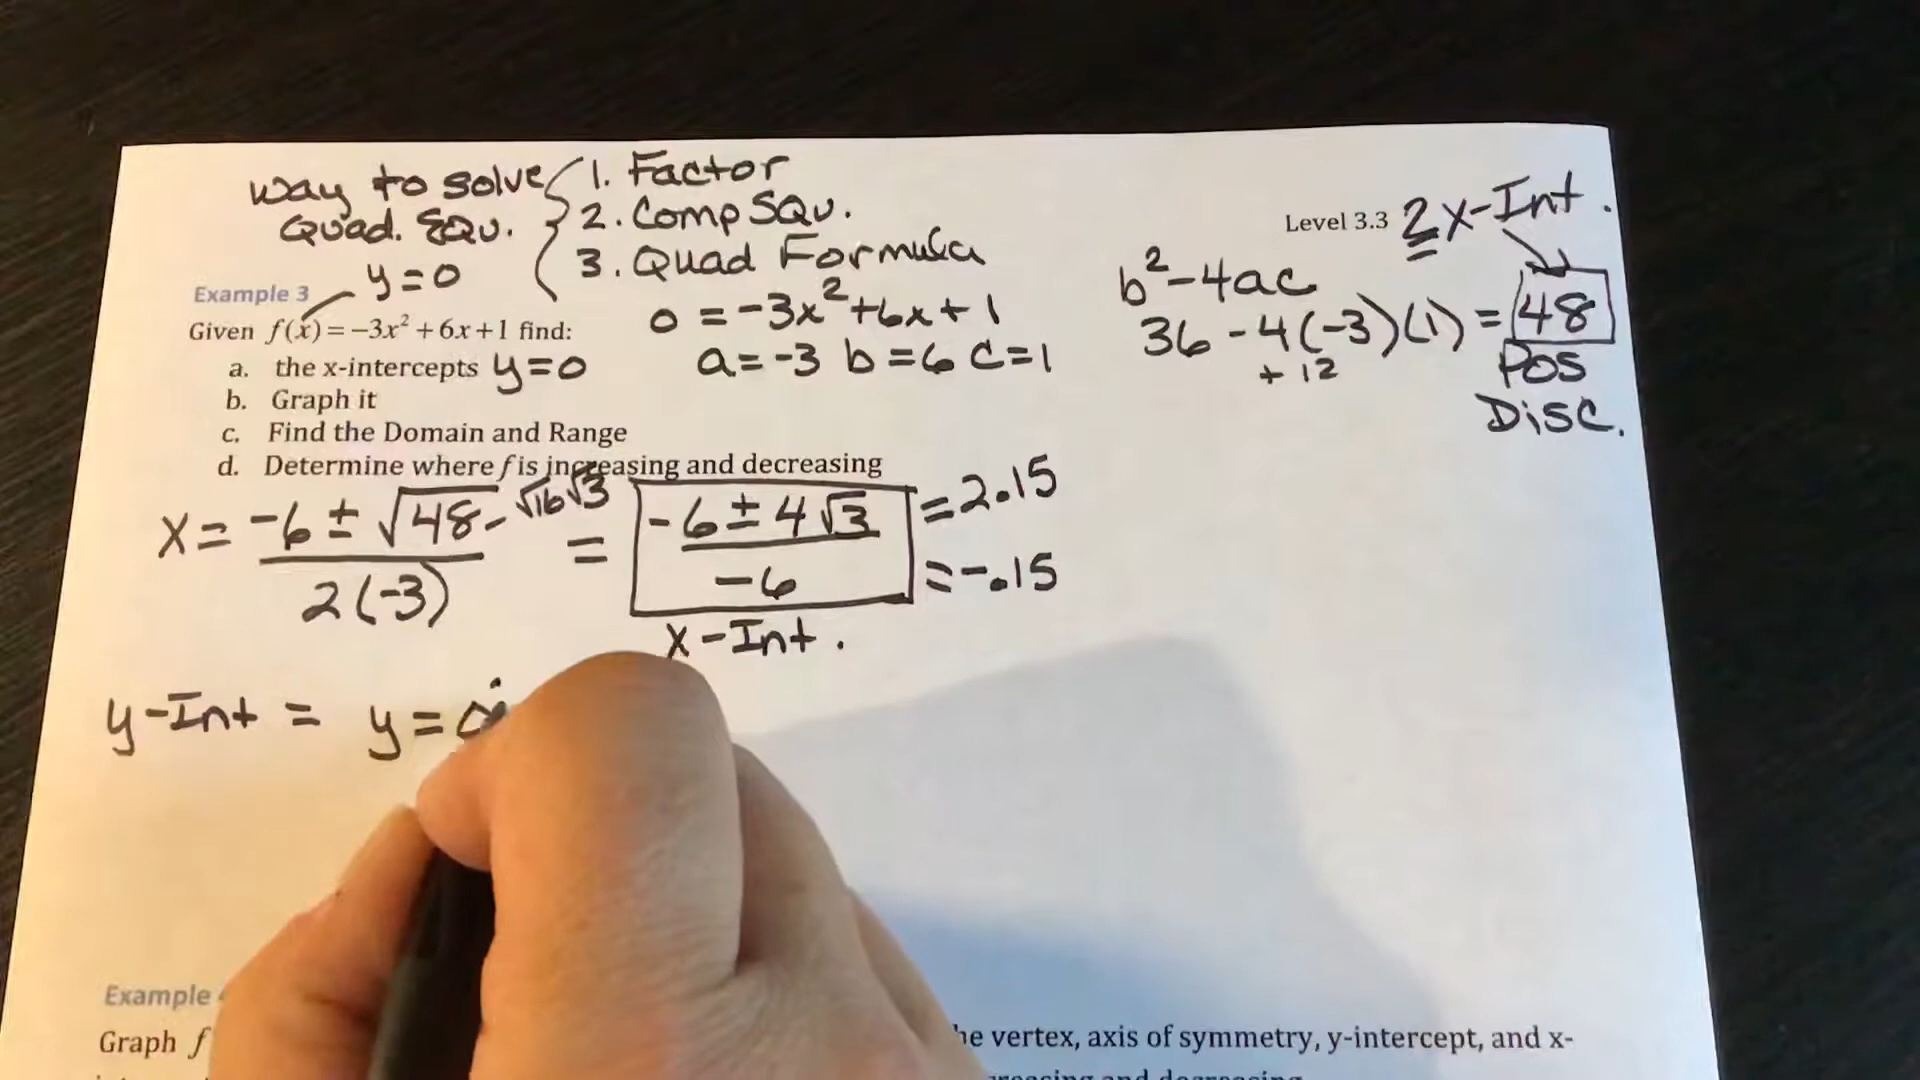 way to solve 1. Factor
Quad. Equ. 2. Comp Squ.
3. Quad Formula
Level 3.3 2 x-Int.
y=0
b²-4ac
Example 3
0 = -3x²+6x+1
36 - 4(-3)(1) = 48
Given f(x) = −3x² + 6x + 1 find:
+12
Pos
Disc.
a. the x-intercepts y=0
a=-3 b=6 c=1
b. Graph it
c. Find the Domain and Range
d. Determine where f is increasing and decreasing
x = -6 ± √48 √16 √3 = -6 ± 4√3 = 2.15
2(-3) -6 = -.15
x-Int.
y-Int = y =
Example
Graph f he vertex, axis of symmetry, y-intercept, and x-